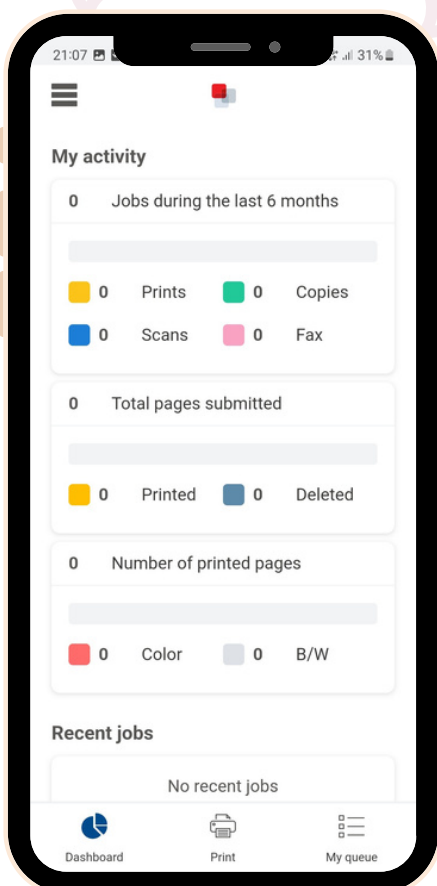 21:07 31%
My activity
0 Jobs during the last 6 months
0 Prints 0 Copies
0 Scans 0 Fax
0 Total pages submitted
0 Printed 0 Deleted
0 Number of printed pages
0 Color 0 B/W
Recent jobs
No recent jobs
Dashboard Print My queue